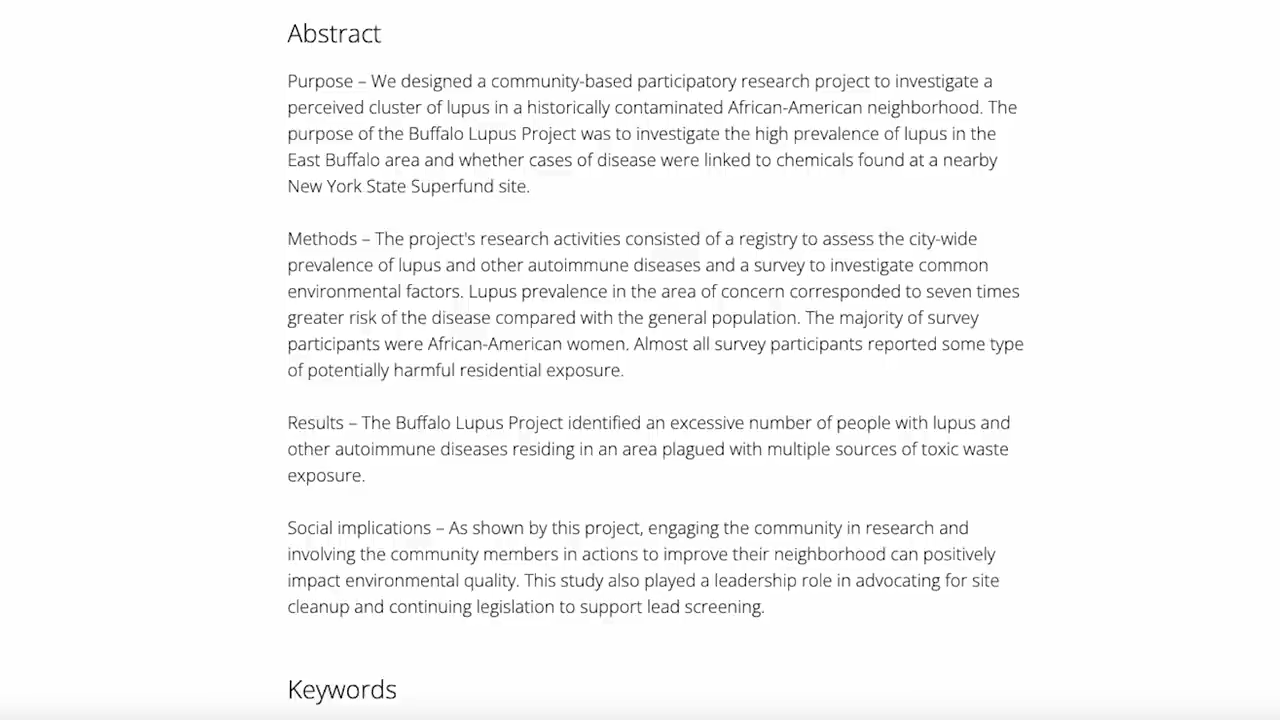 Abstract
Purpose – We designed a community-based participatory research project to investigate a
perceived cluster of lupus in a historically contaminated African-American neighborhood. The
purpose of the Buffalo Lupus Project was to investigate the high prevalence of lupus in the
East Buffalo area and whether cases of disease were linked to chemicals found at a nearby
New York State Superfund site.
Methods – The project's research activities consisted of a registry to assess the city-wide
prevalence of lupus and other autoimmune diseases and a survey to investigate common
environmental factors. Lupus prevalence in the area of concern corresponded to seven times
greater risk of the disease compared with the general population. The majority of survey
participants were African-American women. Almost all survey participants reported some type
of potentially harmful residential exposure.
Results – The Buffalo Lupus Project identified an excessive number of people with lupus and
other autoimmune diseases residing in an area plagued with multiple sources of toxic waste
exposure.
Social implications – As shown by this project, engaging the community in research and
involving the community members in actions to improve their neighborhood can positively
impact environmental quality. This study also played a leadership role in advocating for site
cleanup and continuing legislation to support lead screening.
Keywords